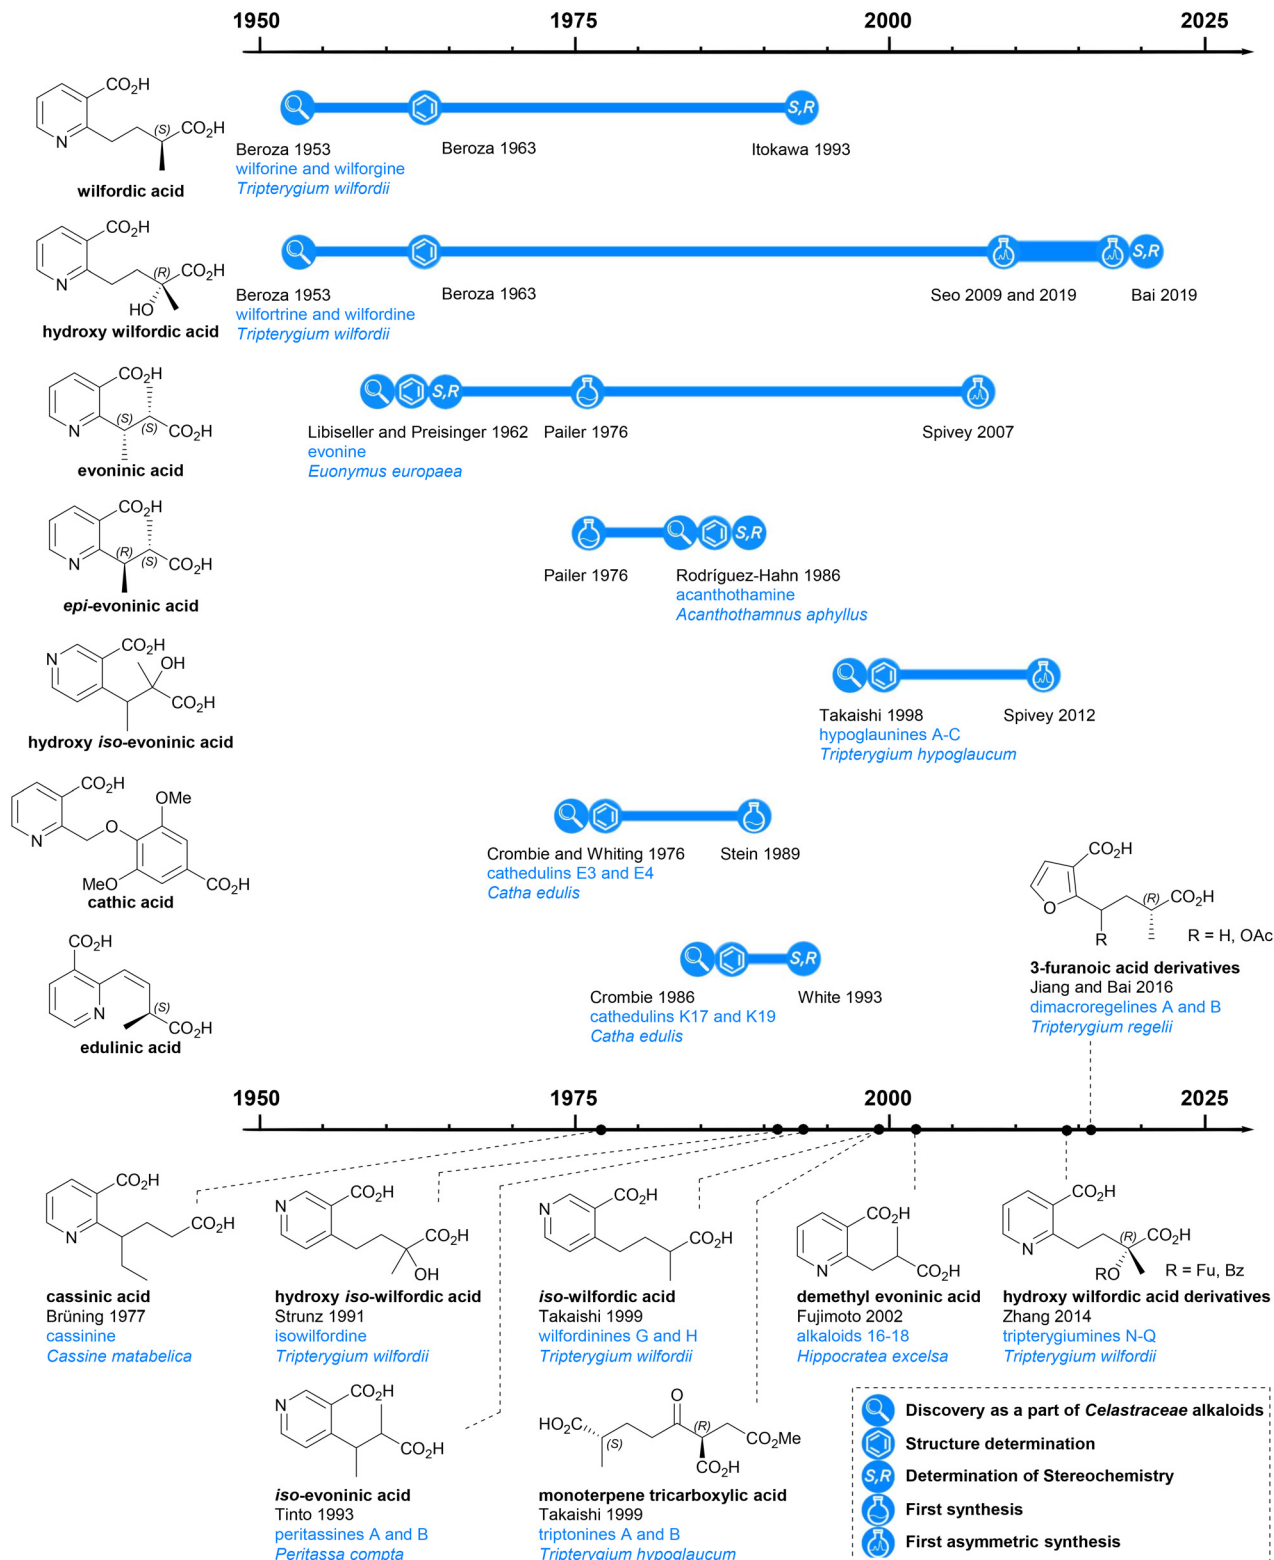 1950 1975 2000 2025
CO₂H
N
(S)
CO₂H
wilfordic acid
S,R
Beroza 1953
wilforine and wilforgine
Tripterygium wilfordii
Beroza 1963
Itokawa 1993
CO₂H
N
(R)
CO₂H
HO
hydroxy wilfordic acid
S,R
Beroza 1953
wilfortrine and wilfordine
Tripterygium wilfordii
Beroza 1963
Seo 2009 and 2019
Bai 2019
CO₂H
N
(S)
(S)
CO₂H
evoninic acid
S,R
Libiseller and Preisinger 1962
evonine
Euonymus europaea
Pailer 1976
Spivey 2007
CO₂H
N
(R)
(S)
CO₂H
epi-evoninic acid
S,R
Pailer 1976
Rodríguez-Hahn 1986
acanthothamine
Acanthothamnus aphyllus
N
CO₂H
OH
CO₂H
hydroxy iso-evoninic acid
Takaishi 1998
hypoglaunines A-C
Tripterygium hypoglaucum
Spivey 2012
CO₂H
N
O
OMe
MeO
CO₂H
cathic acid
Crombie and Whiting 1976
cathedulins E3 and E4
Catha edulis
Stein 1989
CO₂H
N
(S)
CO₂H
edulinic acid
S,R
Crombie 1986
cathedulins K17 and K19
Catha edulis
White 1993
CO₂H
O
(R)
CO₂H
R
R = H, OAc
3-furanoic acid derivatives
Jiang and Bai 2016
dimacroregelines A and B
Tripterygium regelii
1950 1975 2000 2025
CO₂H
N
CO₂H
cassinic acid
Brüning 1977
cassinine
Cassine matabelica
N
CO₂H
CO₂H
OH
hydroxy iso-wilfordic acid
Strunz 1991
isowilfordine
Tripterygium wilfordii
N
CO₂H
CO₂H
iso-wilfordic acid
Takaishi 1999
wilfordinines G and H
Tripterygium wilfordii
CO₂H
N
CO₂H
demethyl evoninic acid
Fujimoto 2002
alkaloids 16-18
Hippocratea excelsa
CO₂H
N
(R)
CO₂H
RO
R = Fu, Bz
hydroxy wilfordic acid derivatives
Zhang 2014
tripterygiumines N-Q
Tripterygium wilfordii
N
CO₂H
CO₂H
iso-evoninic acid
Tinto 1993
peritassines A and B
Peritassa compta
O
HO₂C
(S)
(R)
CO₂Me
CO₂H
monoterpene tricarboxylic acid
Takaishi 1999
triptonines A and B
Tripterygium hypoglaucum
Discovery as a part of Celastraceae alkaloids
Structure determination
S,R Determination of Stereochemistry
First synthesis
First asymmetric synthesis